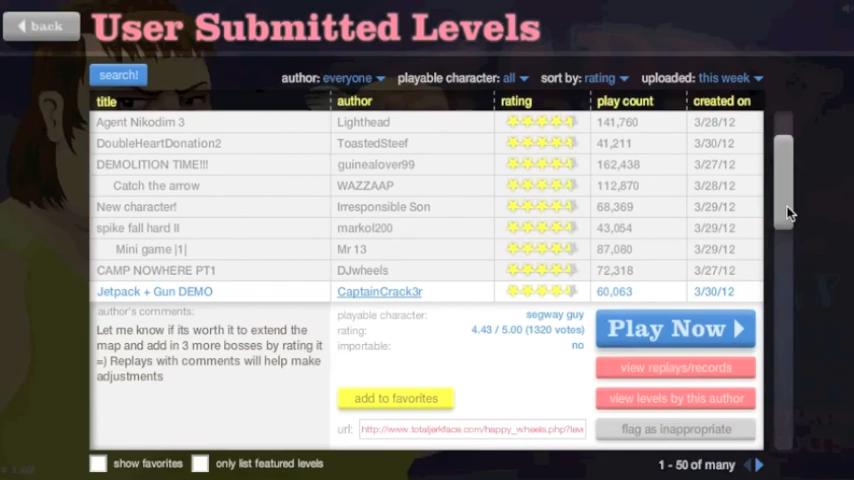 back
User Submitted Levels
search!
author: everyone playable character: all sort by: rating uploaded: this week
title author rating play count created on
Agent Nikodim 3 Lighthead 141,760 3/28/12
DoubleHeartDonation2 ToastedSteef 41,211 3/30/12
DEMOLITION TIME!!! guinealover99 162,438 3/27/12
Catch the arrow WAZZAAP 112,870 3/28/12
New character! Irresponsible Son 68,369 3/29/12
spike fall hard II markol200 43,054 3/29/12
Mini game |1| Mr 13 87,080 3/29/12
CAMP NOWHERE PT1 DJwheels 72,318 3/27/12
Jetpack + Gun DEMO CaptainCrack3r 60,063 3/30/12
author's comments:
Let me know if its worth it to extend the
map and add in 3 more bosses by rating it
=) Replays with comments will help make
adjustments
playable character: segway guy
rating: 4.43 / 5.00 (1320 votes)
importable: no
add to favorites
url: http://www.totaljerkface.com/happy_wheels.php?lev
Play Now
view replays/records
view levels by this author
flag as inappropriate
show favorites only list featured levels
1 - 50 of many